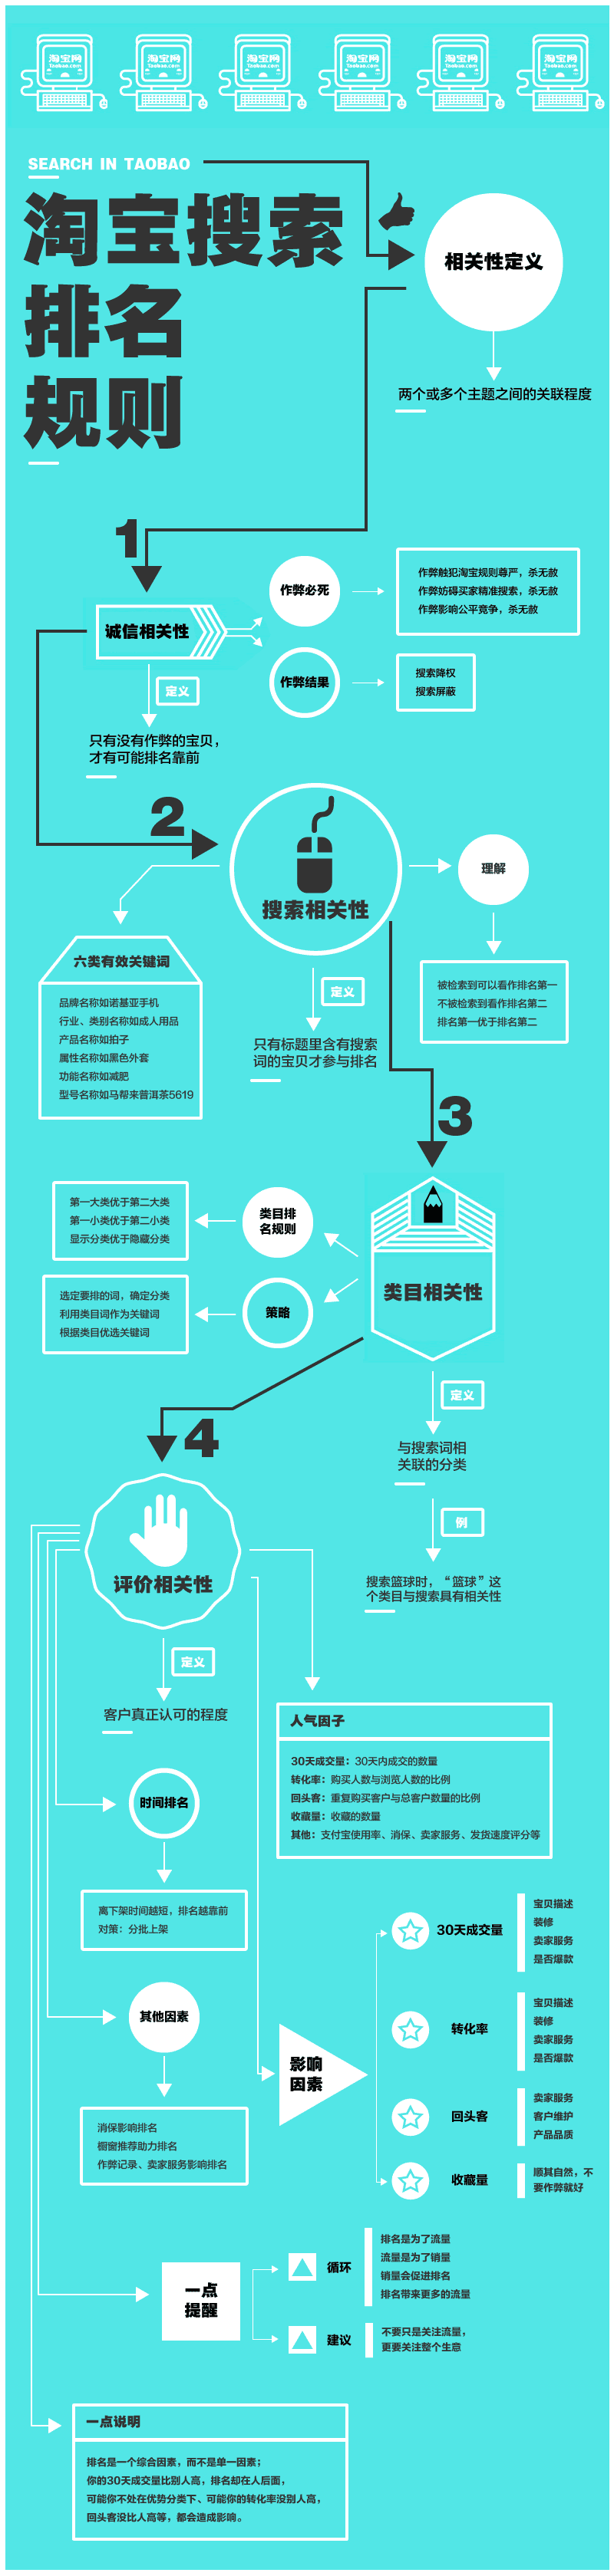 淘宝网
Taobao.com
淘宝网
Taobao.com
淘宝网
Taobao.com
淘宝网
Taobao.com
淘宝网
Taobao.com
淘宝网
Taobao.com
SEARCH IN TAOBAO
淘宝搜索
排名
规则
相关性定义
两个或多个主题之间的关联程度
1
诚信相关性
定义
只有没有作弊的宝贝，
才有可能排名靠前
作弊必死
作弊触犯淘宝规则尊严，杀无赦
作弊妨碍买家精准搜索，杀无赦
作弊影响公平竞争，杀无赦
作弊结果
搜索降权
搜索屏蔽
2
搜索相关性
理解
被检索到可以看作排名第一
不被检索到看作排名第二
排名第一优于排名第二
六类有效关键词
品牌名称如诺基亚手机
行业、类别名称如成人用品
产品名称如拍子
属性名称如黑色外套
功能名称如减肥
型号名称如马帮来普洱茶5619
定义
只有标题里含有搜索
词的宝贝才参与排名
3
类目相关性
类目排
名规则
第一大类优于第二大类
第一小类优于第二小类
显示分类优于隐藏分类
策略
选定要排的词，确定分类
利用类目词作为关键词
根据类目优选关键词
定义
与搜索词相
关联的分类
例
搜索篮球时，“篮球”这
个类目与搜索具有相关性
4
评价相关性
定义
客户真正认可的程度
人气因子
30天成交量：30天内成交的数量
转化率：购买人数与浏览人数的比例
回头客：重复购买客户与总客户数量的比例
收藏量：收藏的数量
其他：支付宝使用率、消保、卖家服务、发货速度评分等
时间排名
离下架时间越短，排名越靠前
对策：分批上架
其他因素
消保影响排名
橱窗推荐助力排名
作弊记录、卖家服务影响排名
影响
因素
30天成交量
宝贝描述
装修
卖家服务
是否爆款
转化率
宝贝描述
装修
卖家服务
是否爆款
回头客
卖家服务
客户维护
产品品质
收藏量
顺其自然，不
要作弊就好
一点
提醒
循环
排名是为了流量
流量是为了销量
销量会促进排名
排名带来更多的流量
建议
不要只是关注流量，
更要关注整个生意
一点说明
排名是一个综合因素，而不是单一因素；
你的30天成交量比别人高，排名却在人后面，
可能你不处在优势分类下、可能你的转化率没别人高，
回头客没比人高等，都会造成影响。